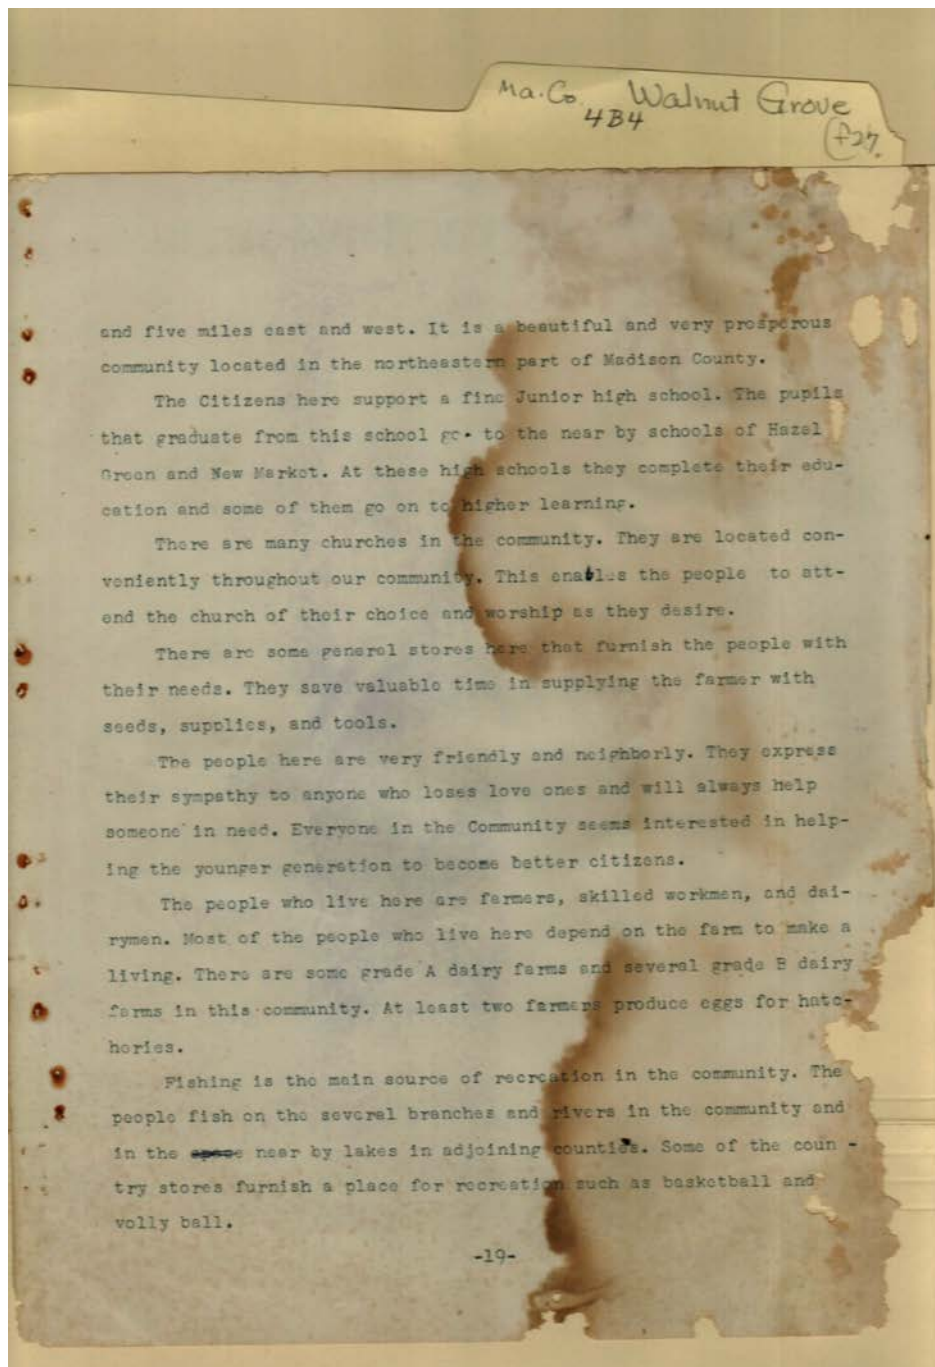 Ma. Co. Walnut Grove
4B4
f27.
and five miles east and west. It is a beautiful and very prosperous
community located in the northeastern part of Madison County.
The Citizens here support a fine Junior high school. The pupils
that graduate from this school go to the near by schools of Hazel
Green and New Market. At these high schools they complete their edu-
cation and some of them go on to higher learning.
There are many churches in the community. They are located con-
veniently throughout our community. This enables the people to att-
end the church of their choice and worship as they desire.
There are some general stores here that furnish the people with
their needs. They save valuable time in supplying the farmer with
seeds, supplies, and tools.
The people here are very friendly and neighborly. They express
their sympathy to anyone who loses love ones and will always help
someone in need. Everyone in the Community seems interested in help-
ing the younger generation to become better citizens.
The people who live here are farmers, skilled workmen, and dai-
rymen. Most of the people who live here depend on the farm to make a
living. There are some grade A dairy farms and several grade B dairy
farms in this community. At least two farmers produce eggs for hatc-
heries.
Fishing is the main source of recreation in the community. The
people fish on the several branches and rivers in the community and
in the near by lakes in adjoining counties. Some of the coun -
try stores furnish a place for recreation such as basketball and
volly ball.
-19-